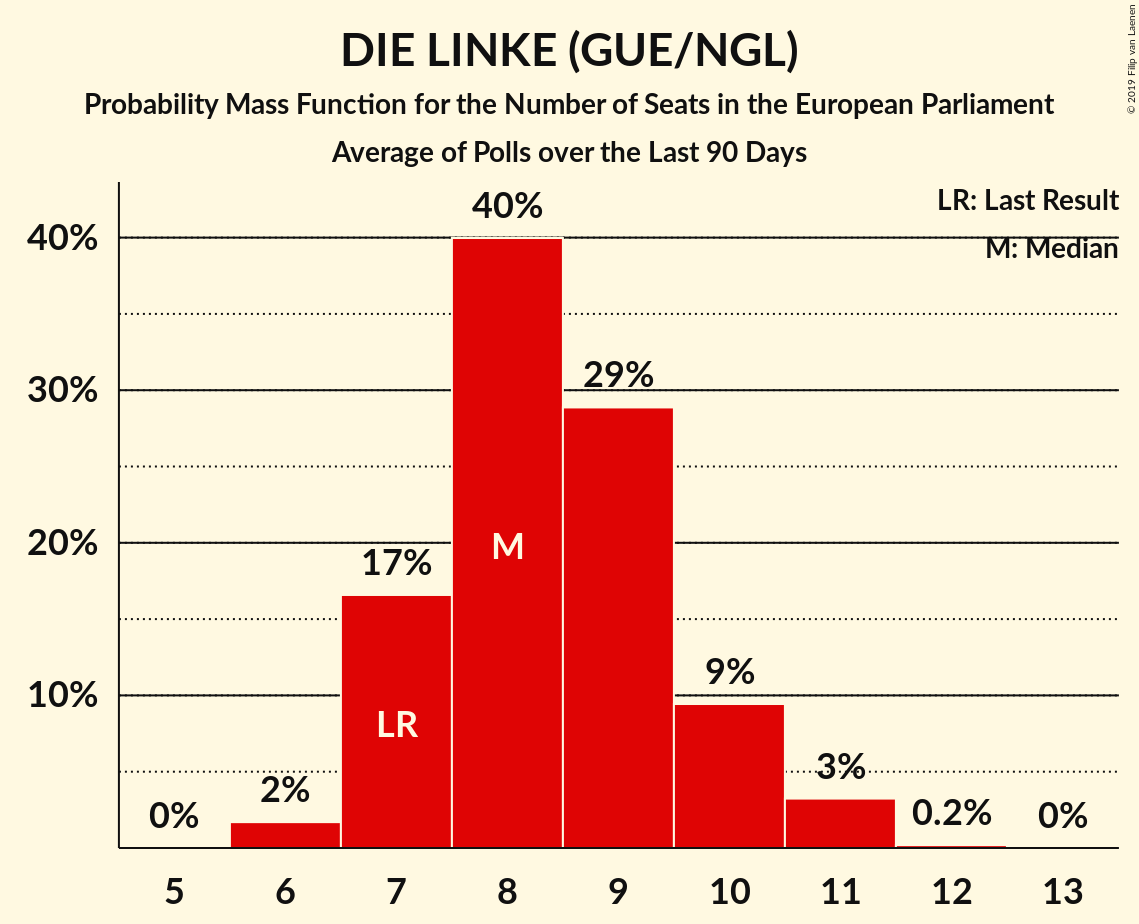 DIE LINKE (GUE/NGL)
Probability Mass Function for the Number of Seats in the European Parliament
Average of Polls over the Last 90 Days
© 2019 Filip van Laenen
LR: Last Result
M: Median
40%
30%
20%
10%
0%
2%
17%
40%
29%
9%
3%
0.2%
0%
LR
M
5 6 7 8 9 10 11 12 13